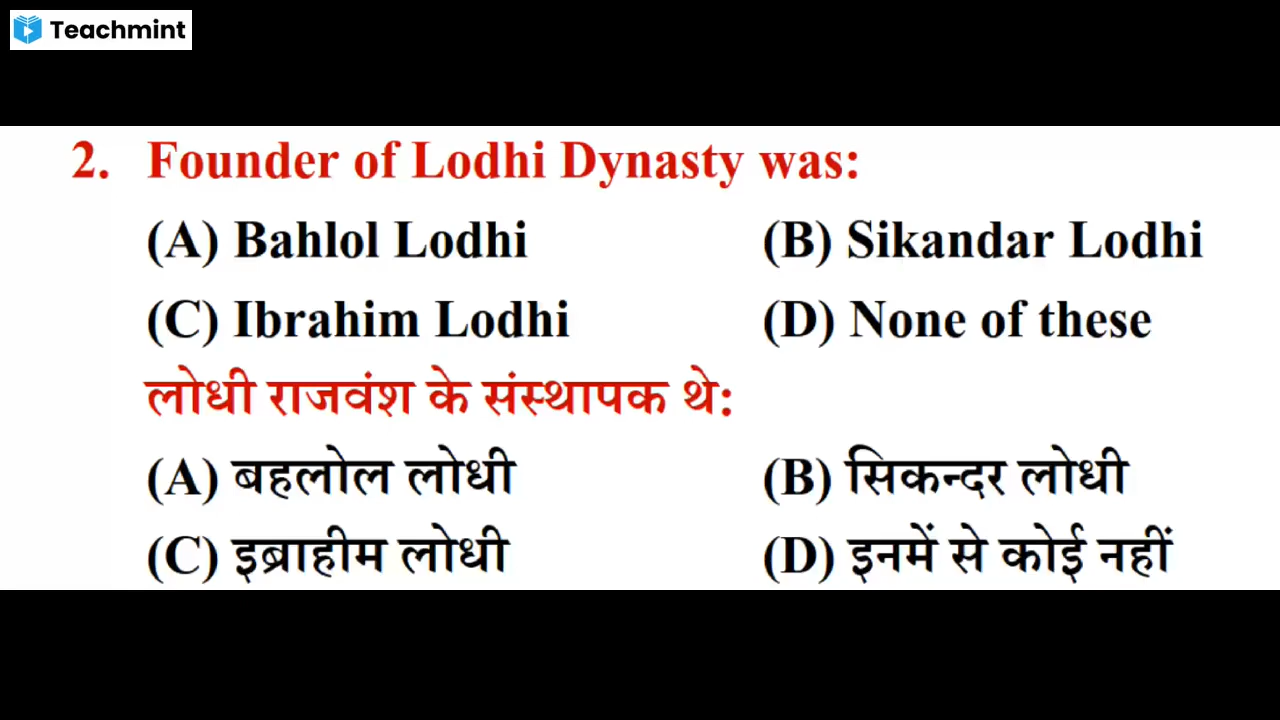 Teachmint
2. Founder of Lodhi Dynasty was:
(A) Bahlol Lodhi (B) Sikandar Lodhi
(C) Ibrahim Lodhi (D) None of these
लोधी राजवंश के संस्थापक थे:
(A) बहलोल लोधी (B) सिकन्दर लोधी
(C) इब्राहीम लोधी (D) इनमें से कोई नहीं